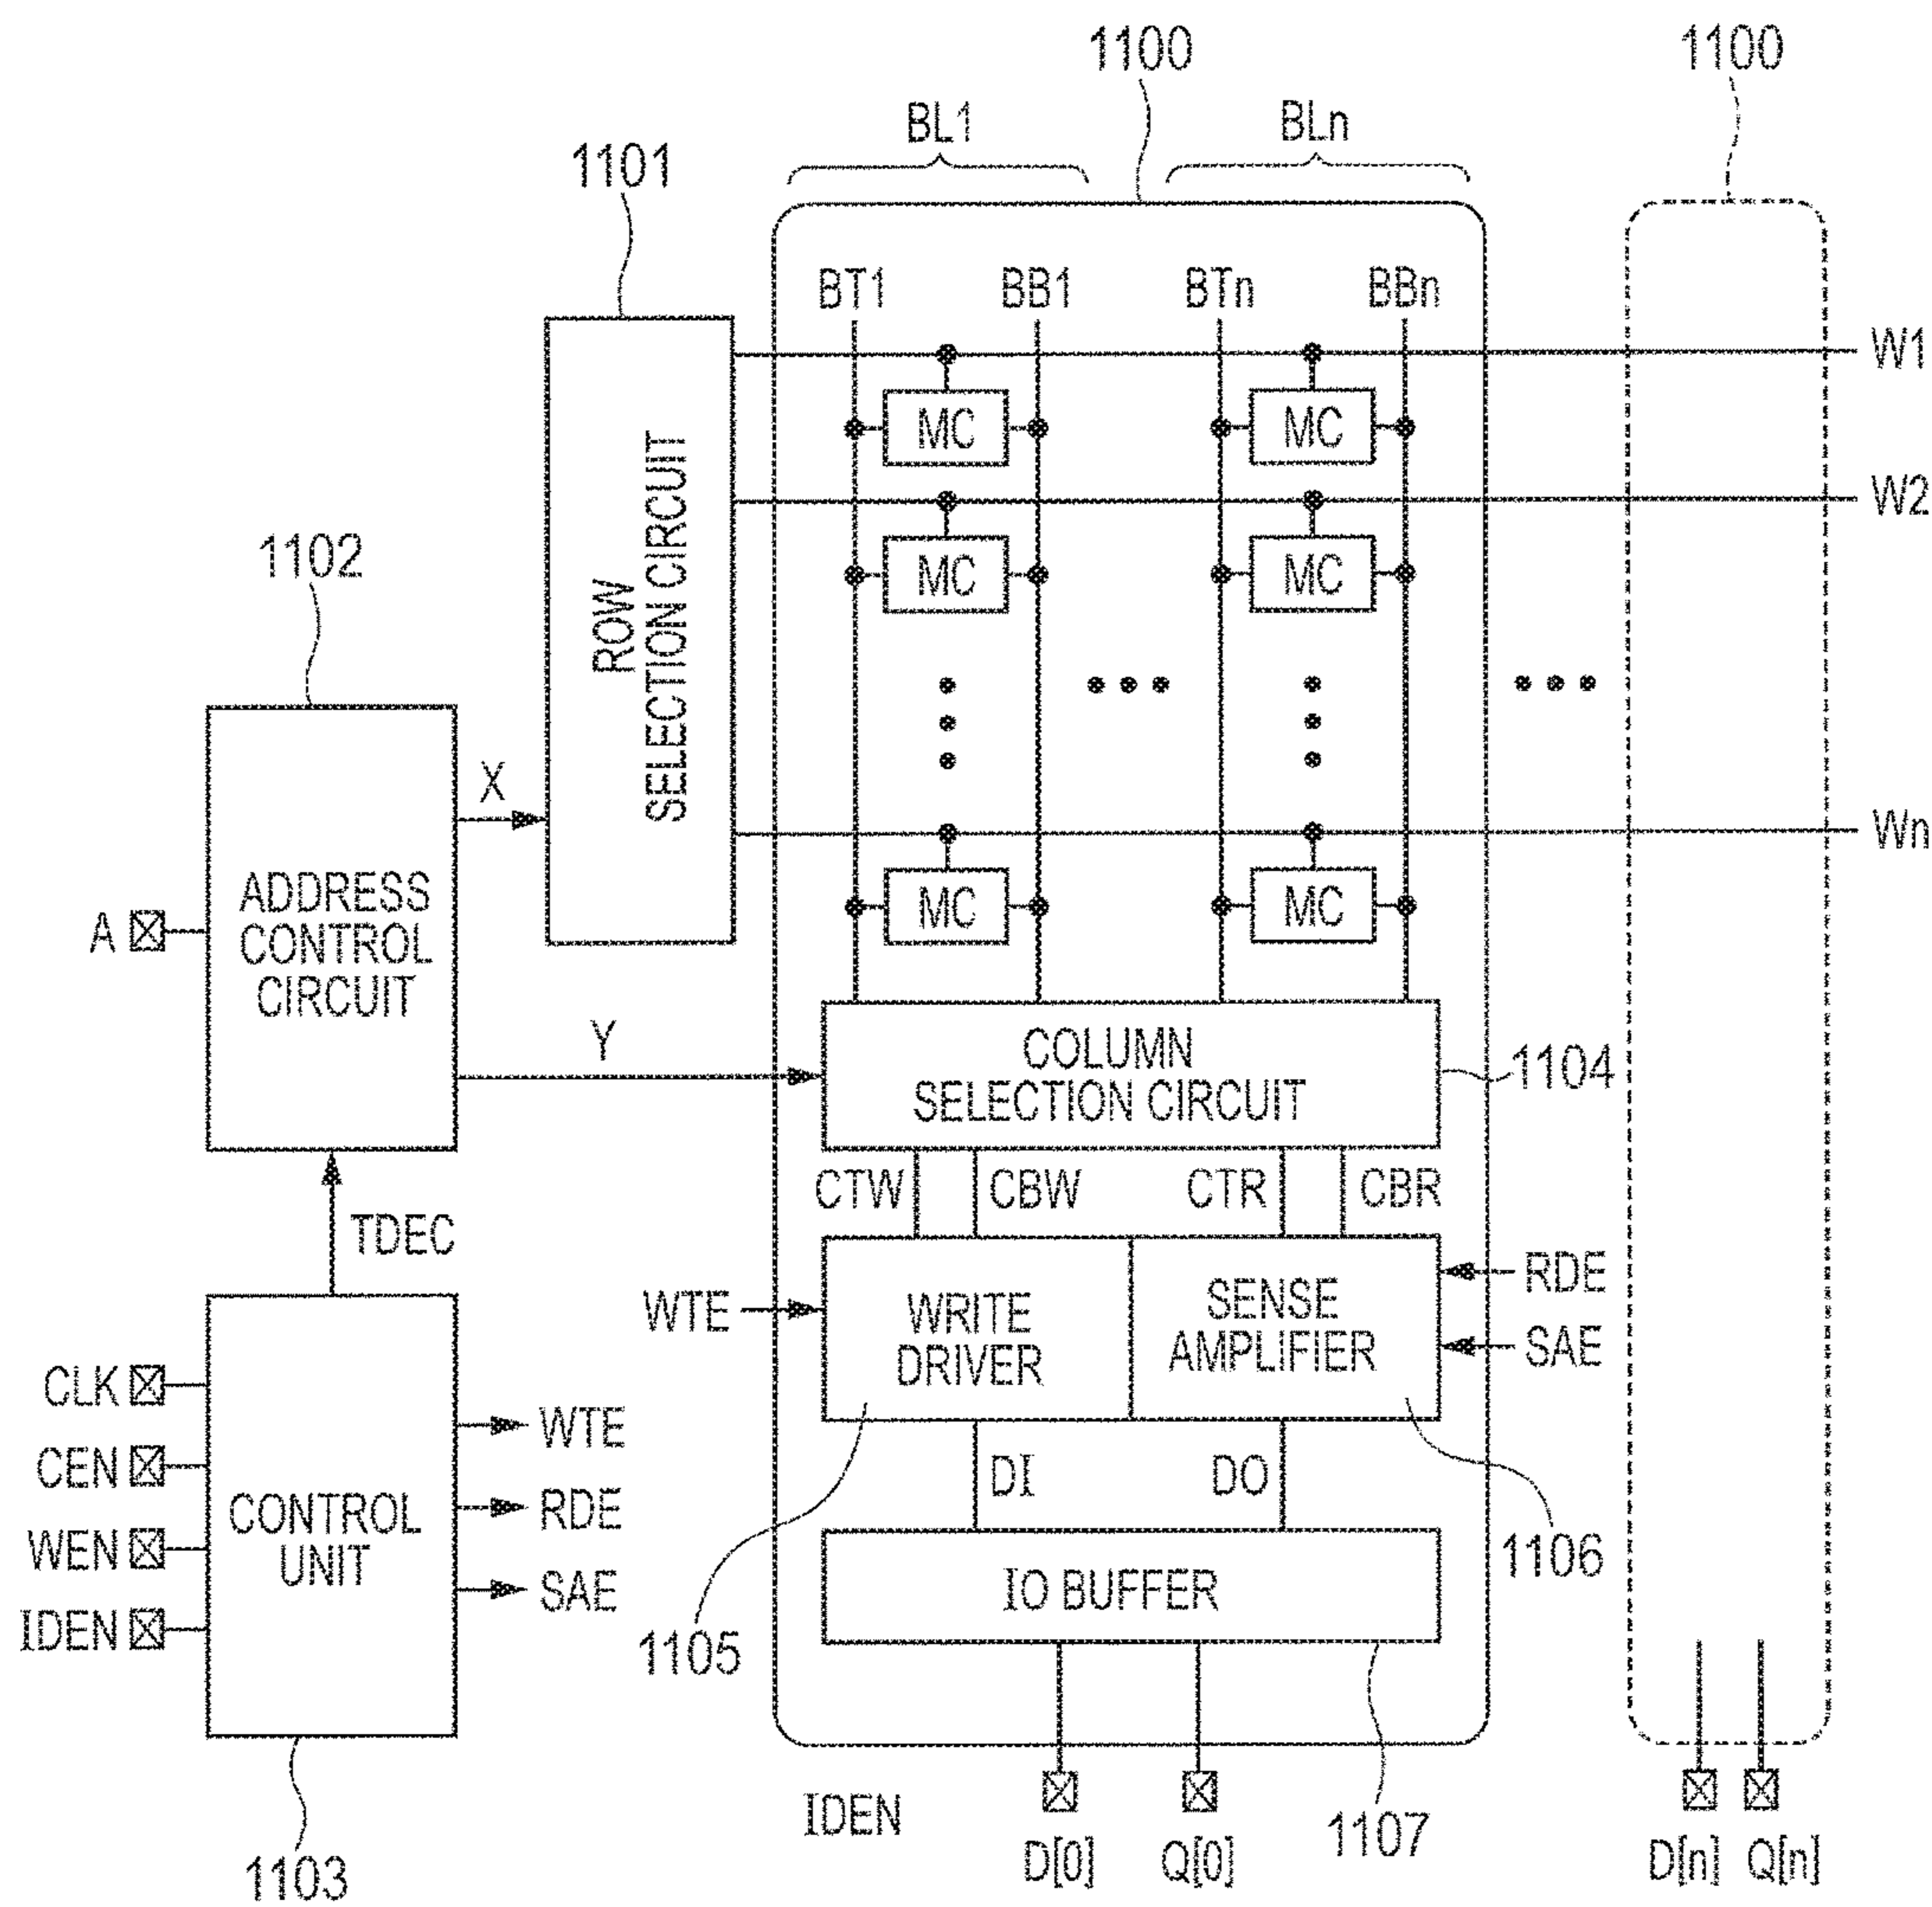 1100
1100
BL1
BLn
1101
BT1
BB1
BTn
BBn
W1
MC
MC
W2
1102
MC
MC
ROW
SELECTION CIRCUIT
X
Wn
ADDRESS
CONTROL
CIRCUIT
A
MC
MC
Y
COLUMN
SELECTION CIRCUIT
1104
CTW
CBW
CTR
CBR
TDEC
WTE
WRITE
DRIVER
SENSE
AMPLIFIER
RDE
SAE
CLK
CEN
WEN
IDEN
CONTROL
UNIT
WTE
RDE
SAE
DI
DO
1105
1106
IO BUFFER
1103
IDEN
D[0]
Q[0]
1107
D[n]
Q[n]